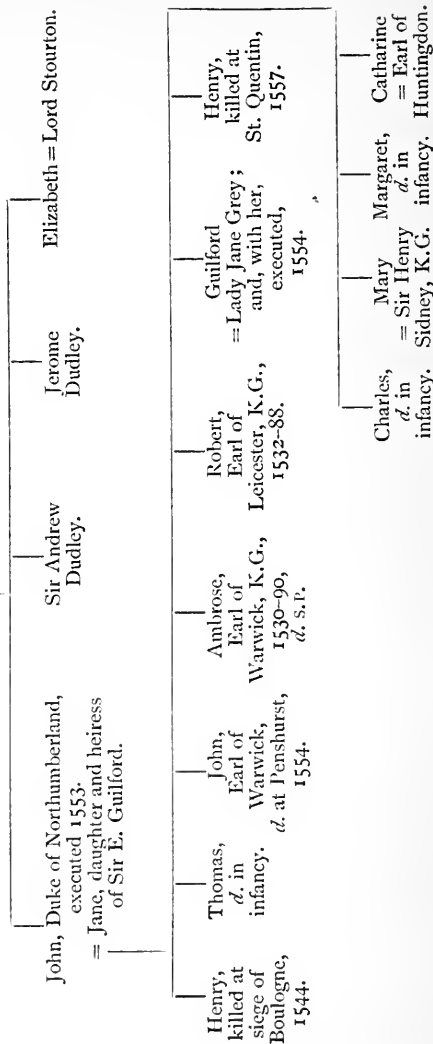 John, Duke of Northumberland,
executed 1553.
= Jane, daughter and heiress
of Sir E. Guilford.
Sir Andrew
Dudley.
Jerome
Dudley.
Elizabeth = Lord Stourton.
Henry,
killed at
siege of
Boulogne,
1544.
Thomas,
d. in
infancy.
John,
Earl of
Warwick,
d. at Penshurst,
1554.
Ambrose,
Earl of
Warwick, K.G.,
1530-90,
d. s.P.
Robert,
Earl of
Leicester, K.G.,
1532-88.
Guilford
= Lady Jane Grey;
and, with her,
executed,
1554.
Henry,
killed at
St. Quentin,
1557.
Charles,
d. in
infancy.
Mary
= Sir Henry
Sidney, K.G.
Margaret,
d. in
infancy.
Catharine
= Earl of
Huntingdon.